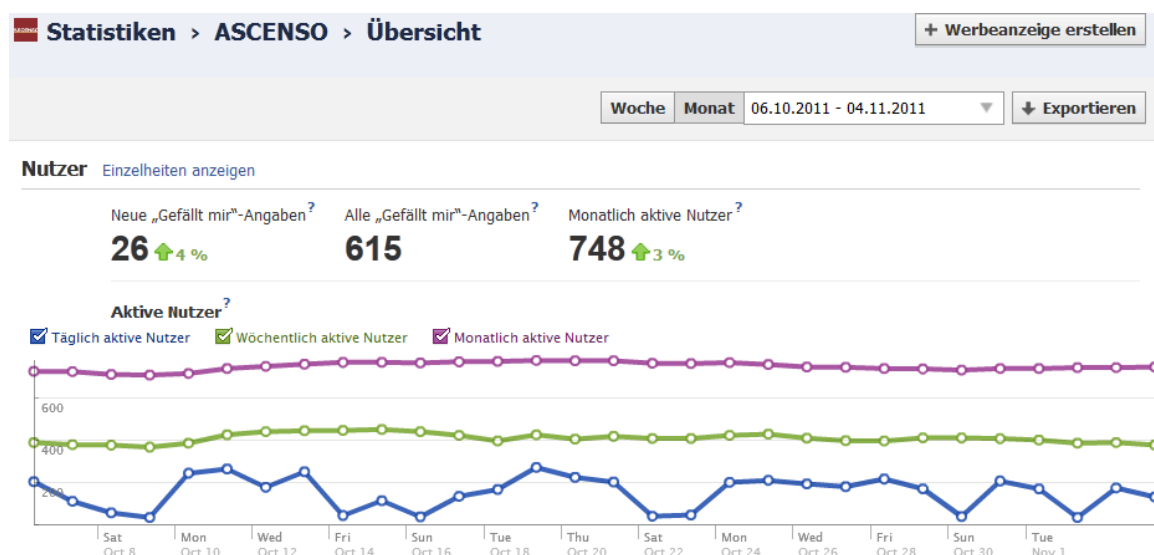 Statistiken › ASCENSO › Übersicht
+ Werbeanzeige erstellen
Woche Monat 06.10.2011 - 04.11.2011 Exportieren
Nutzer Einzelheiten anzeigen
Neue „Gefällt mir"-Angaben? Alle „Gefällt mir"-Angaben? Monatlich aktive Nutzer?
26 4 % 615 748 3 %
Aktive Nutzer?
Täglich aktive Nutzer Wöchentlich aktive Nutzer Monatlich aktive Nutzer
600
400
200
Sat Mon Wed Fri Sun Tue Thu Sat Mon Wed Fri Sun Tue
Oct 8 Oct 10 Oct 12 Oct 14 Oct 16 Oct 18 Oct 20 Oct 22 Oct 24 Oct 26 Oct 28 Oct 30 Nov 1